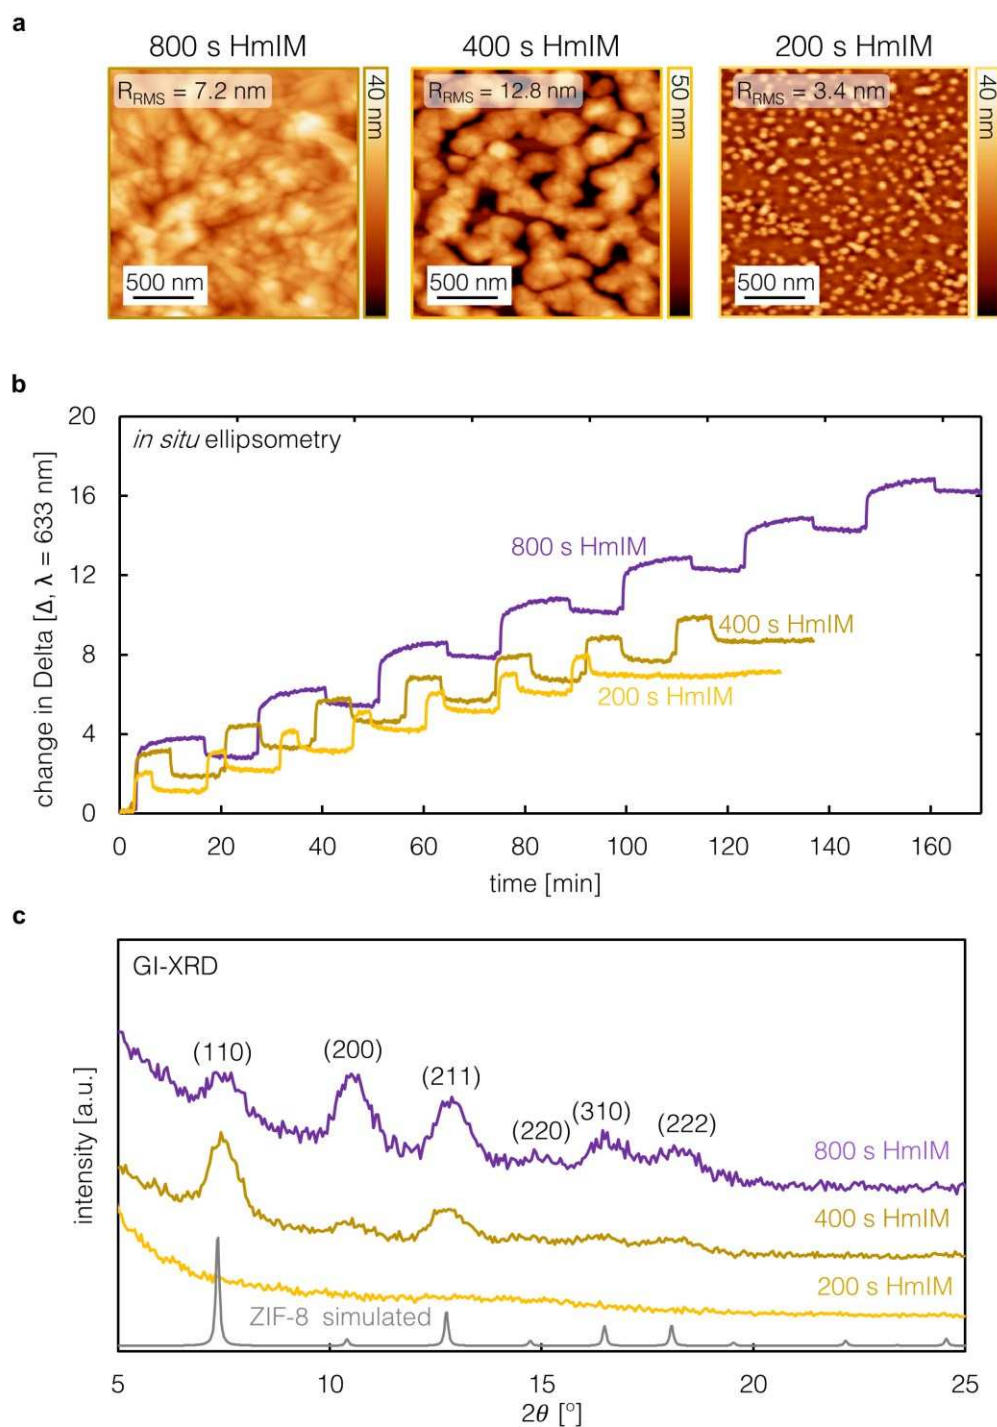 a
800 s HmIM
400 s HmIM
200 s HmIM
R_RMS = 7.2 nm
40 nm
R_RMS = 12.8 nm
50 nm
R_RMS = 3.4 nm
40 nm
500 nm
500 nm
500 nm
b
20
16
12
8
4
0
change in Delta [Δ, λ = 633 nm]
in situ ellipsometry
800 s HmIM
400 s HmIM
200 s HmIM
0 20 40 60 80 100 120 140 160
time [min]
c
GI-XRD
intensity [a.u.]
(110)
(200)
(211)
(220)
(310)
(222)
800 s HmIM
400 s HmIM
200 s HmIM
ZIF-8 simulated
5 10 15 20 25
2θ [°]